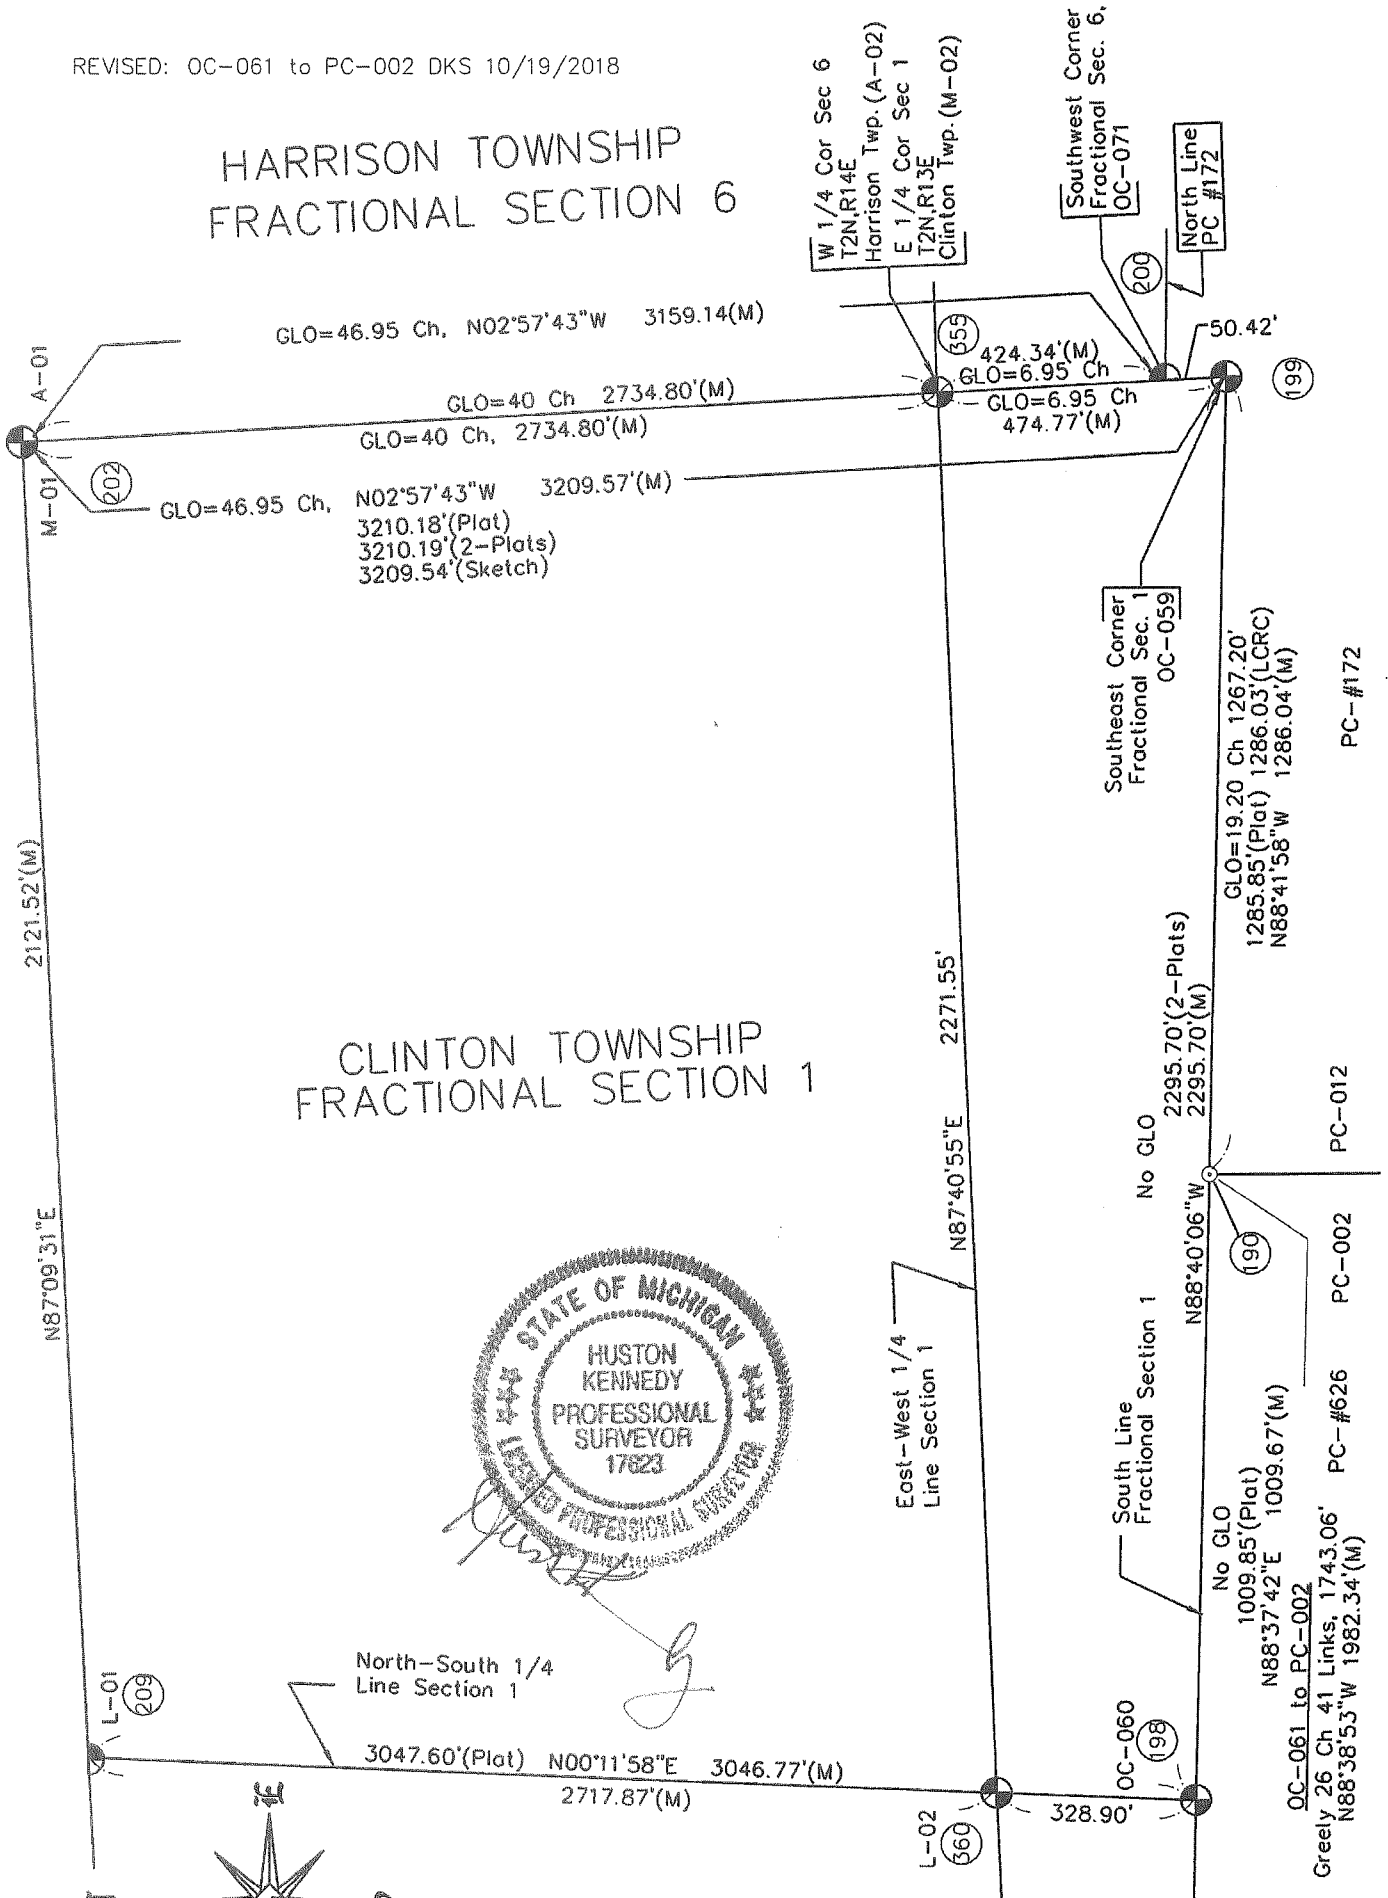 REVISED: OC-061 to PC-002 DKS 10/19/2018
HARRISON TOWNSHIP
FRACTIONAL SECTION 6
W 1/4 Cor Sec 6
T2N,R14E
Harrison Twp.(A-02)
E 1/4 Cor Sec 1
T2N,R13E
Clinton Twp.(M-02)
Southwest Corner
Fractional Sec. 6,
OC-071
North Line
PC #172
200
GLO=46.95 Ch, N02°57'43"W 3159.14(M)
355
424.34'(M)
GLO=6.95 Ch
50.42'
199
A-01
GLO=40 Ch 2734.80'(M)
GLO=40 Ch, 2734.80'(M)
GLO=6.95 Ch
474.77'(M)
M-01
202
GLO=46.95 Ch, N02°57'43"W 3209.57'(M)
3210.18'(Plat)
3210.19'(2-Plats)
3209.54'(Sketch)
Southeast Corner
Fractional Sec. 1
OC-059
GLO=19.20 Ch 1267.20'
1285.85'(Plat) 1286.03'(LCRC)
N88°41'58"W 1286.04'(M)
PC-#172
2121.52'(M)
N87°09'31"E
CLINTON TOWNSHIP
FRACTIONAL SECTION 1
2271.55'
N87°40'55"E
No GLO
2295.70'(2-Plats)
2295.70'(M)
N88°40'06"W
PC-012
190
PC-002
STATE OF MICHIGAN
HUSTON
KENNEDY
PROFESSIONAL
SURVEYOR
17623
LICENSED PROFESSIONAL SURVEYOR
East-West 1/4
Line Section 1
South Line
Fractional Section 1
No GLO
1009.85'(Plat)
N88°37'42"E 1009.67'(M)
PC-#626
OC-061 to PC-002
Greely 26 Ch 41 Links, 1743.06'
N88°38'53"W 1982.34'(M)
L-01
209
North-South 1/4
Line Section 1
3047.60'(Plat) N00°11'58"E 3046.77'(M)
2717.87'(M)
OC-060
198
328.90'
L-02
360